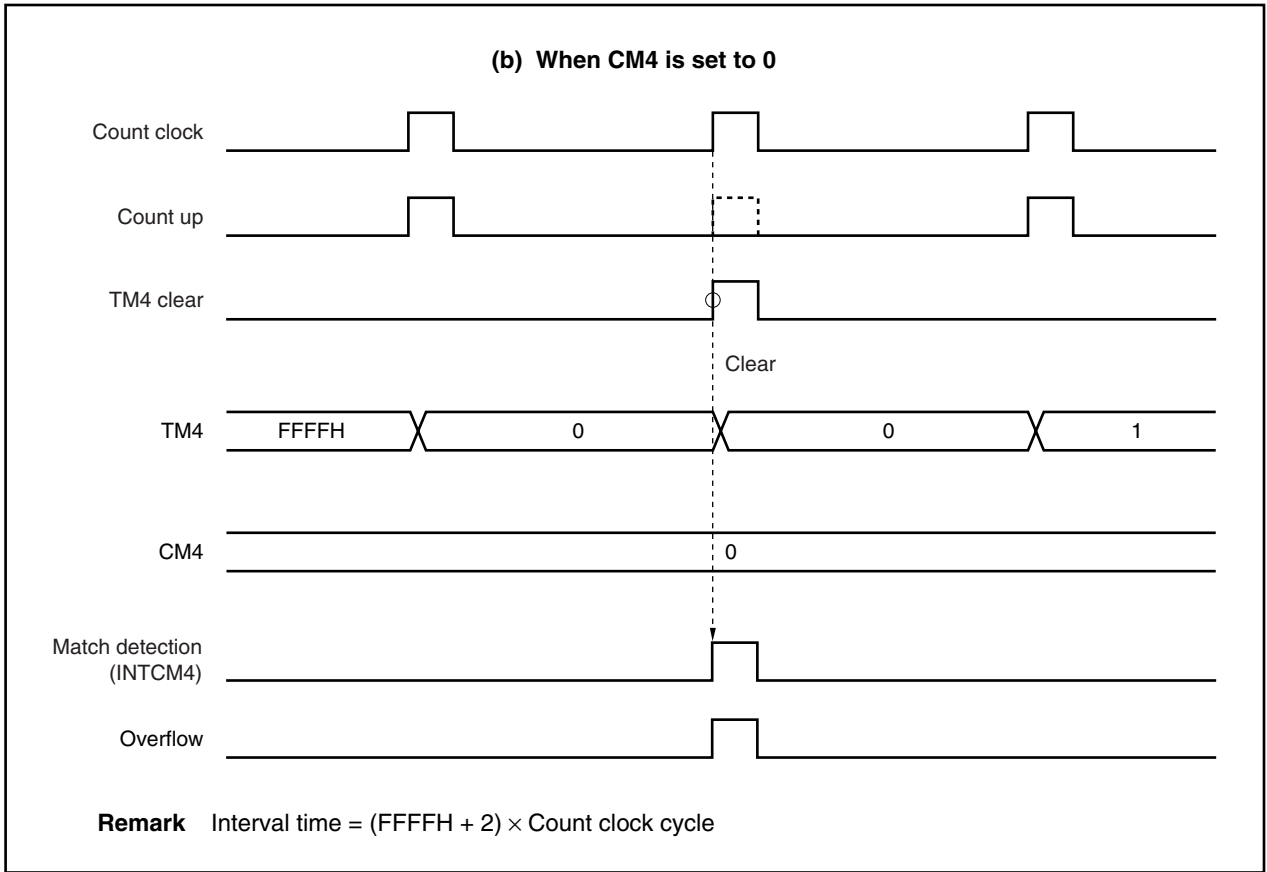 (b) When CM4 is set to 0
Count clock
Count up
TM4 clear
Clear
TM4
FFFFH
0
0
1
CM4
0
Match detection
(INTCM4)
Overflow
Remark Interval time = (FFFFH + 2) × Count clock cycle